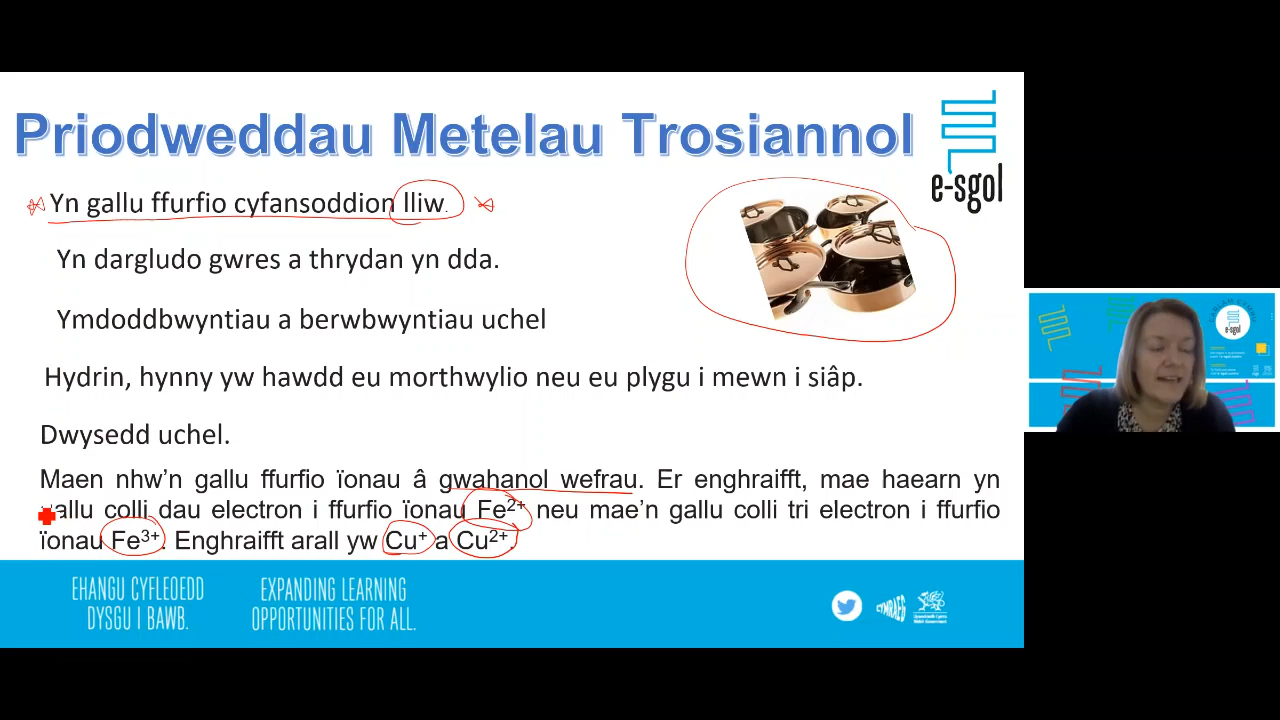 Priodweddau Metelau Trosiannol
e-sgol
Yn gallu ffurfio cyfansoddion lliw.
Yn dargludo gwres a thrydan yn dda.
Ymdoddbwyntiau a berwbwyntiau uchel
Hydrin, hynny yw hawdd eu morthwylio neu eu plygu i mewn i siâp.
Dwysedd uchel.
Maen nhw’n gallu ffurfio ïonau â gwahanol wefrau. Er enghraifft, mae haearn yn
gallu colli dau electron i ffurfio ïonau Fe²⁺ neu mae’n gallu colli tri electron i ffurfio
ïonau Fe³⁺. Enghraifft arall yw Cu⁺ a Cu²⁺.
EHANGU CYFLEOEDD
DYSGU I BAWB.
EXPANDING LEARNING
OPPORTUNITIES FOR ALL.
CYMRAEG
e-sgol